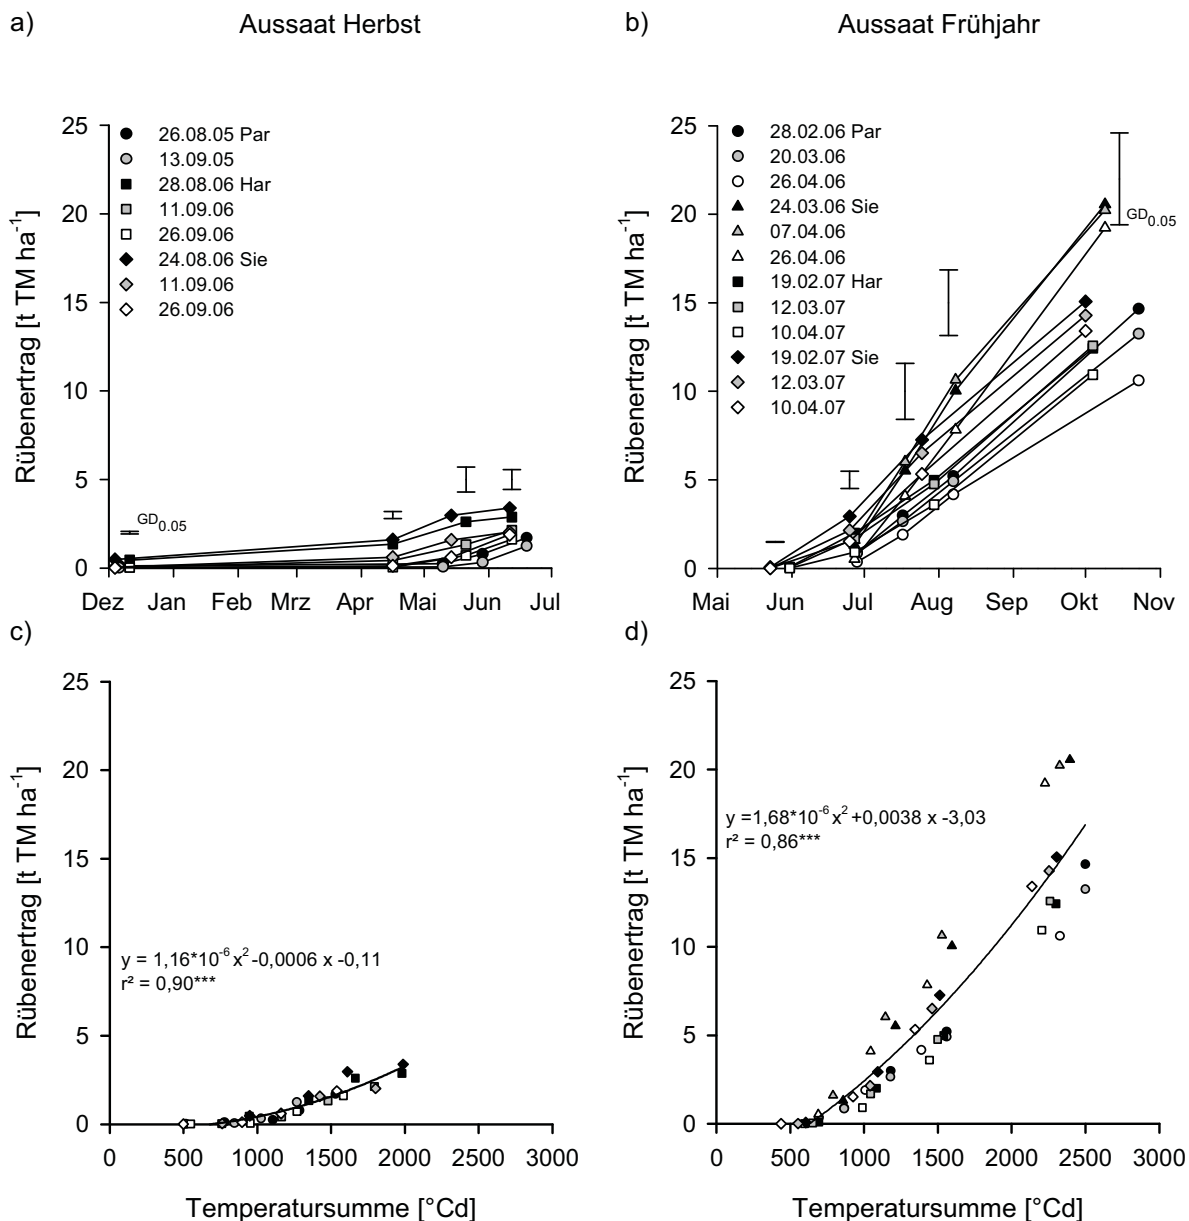 a)
Aussaat Herbst
Rübenertrag [t TM ha⁻¹]
25
20
15
10
5
0
26.08.05 Par
13.09.05
28.08.06 Har
11.09.06
26.09.06
24.08.06 Sie
11.09.06
26.09.06
GD0.05
Dez Jan Feb Mrz Apr Mai Jun Jul
b)
Aussaat Frühjahr
Rübenertrag [t TM ha⁻¹]
25
20
15
10
5
0
28.02.06 Par
20.03.06
26.04.06
24.03.06 Sie
07.04.06
26.04.06
19.02.07 Har
12.03.07
10.04.07
19.02.07 Sie
12.03.07
10.04.07
GD0.05
Mai Jun Jul Aug Sep Okt Nov
c)
Rübenertrag [t TM ha⁻¹]
25
20
15
10
5
0
y = 1,16*10⁻⁶ x² -0,0006 x -0,11
r² = 0,90***
0 500 1000 1500 2000 2500 3000
Temperatursumme [°Cd]
d)
Rübenertrag [t TM ha⁻¹]
25
20
15
10
5
0
y =1,68*10⁻⁶ x² +0,0038 x -3,03
r² = 0,86***
0 500 1000 1500 2000 2500 3000
Temperatursumme [°Cd]